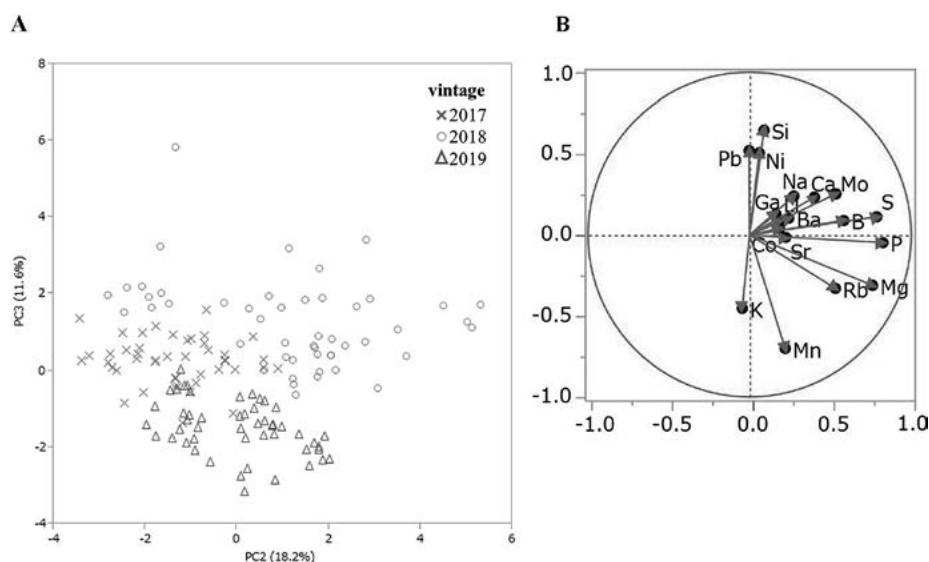 A
B
8
6
4
2
0
-2
-4
PC3 (11.6%)
-4
-2
0
2
4
6
PC2 (18.2%)
vintage
2017
2018
2019
1.0
0.5
0.0
-0.5
-1.0
-1.0
-0.5
0.0
0.5
1.0
Si
Pb
Ni
Na
Ca
Mo
Ga
S
Ba
B
Co
Sr
P
Rb
Mg
K
Mn